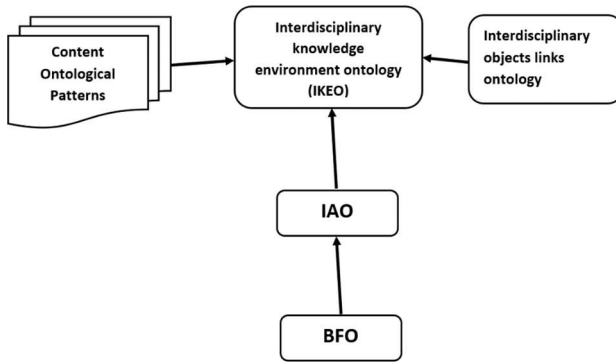 Content
Ontological
Patterns
Interdisciplinary
knowledge
environment ontology
(IKEO)
Interdisciplinary
objects links
ontology
IAO
BFO